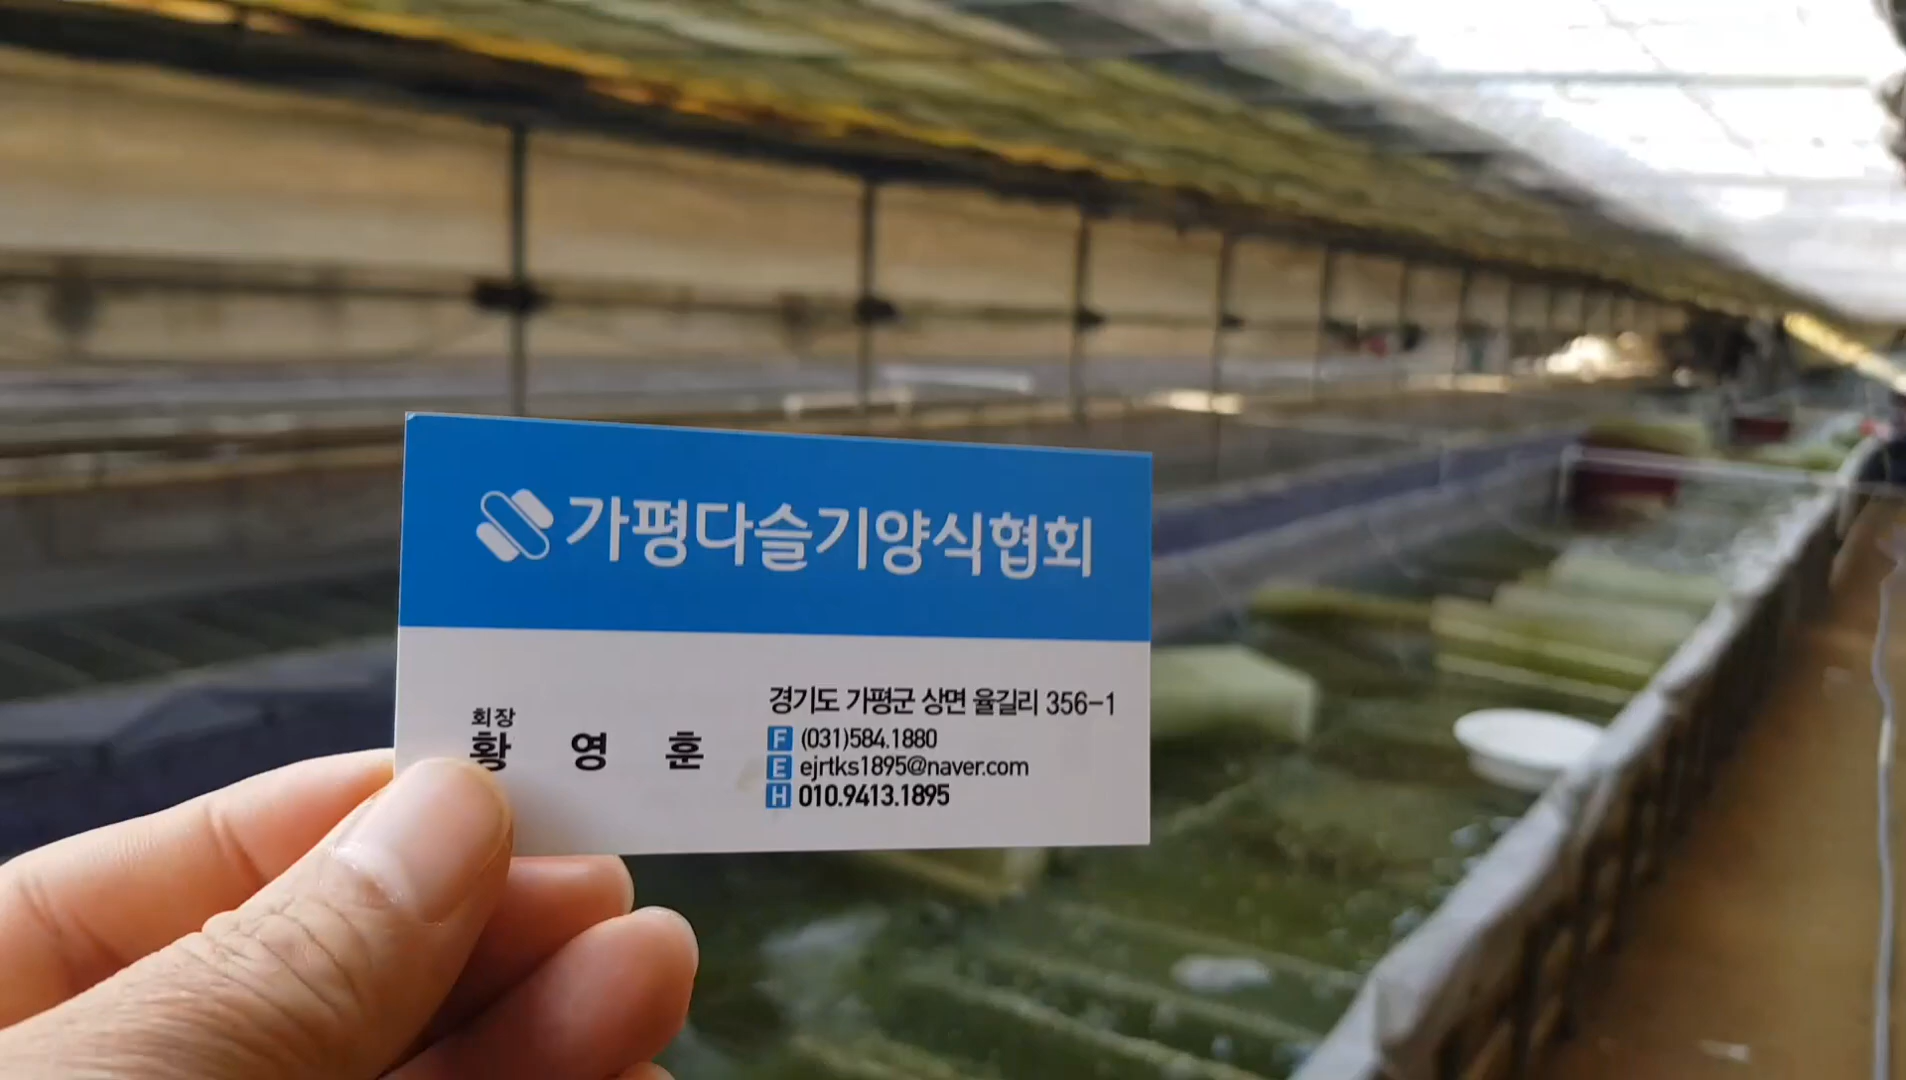 가평다슬기양식협회
회장
황 영 훈
경기도 가평군 상면 율길리 356-1
F (031)584.1880
E ejrtks1895@naver.com
H 010.9413.1895